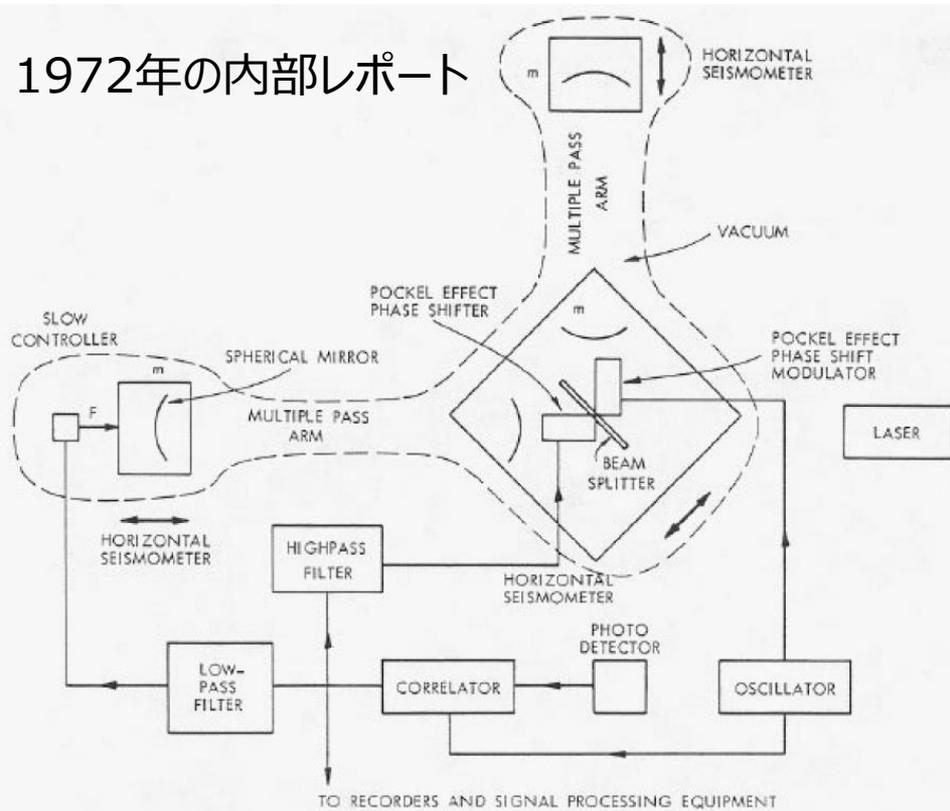 1972年の内部レポート
m
HORIZONTAL
SEISMOMETER
MULTIPLE PASS
ARM
VACUUM
POCKEL EFFECT
PHASE SHIFTER
m
SLOW
CONTROLLER
SPHERICAL MIRROR
m
POCKEL EFFECT
PHASE SHIFT
MODULATOR
F
MULTIPLE PASS
ARM
LASER
BEAM
SPLITTER
HORIZONTAL
SEISMOMETER
HIGHPASS
FILTER
HORIZONTAL
SEISMOMETER
PHOTO
DETECTOR
LOW-
PASS
FILTER
CORRELATOR
OSCILLATOR
TO RECORDERS AND SIGNAL PROCESSING EQUIPMENT